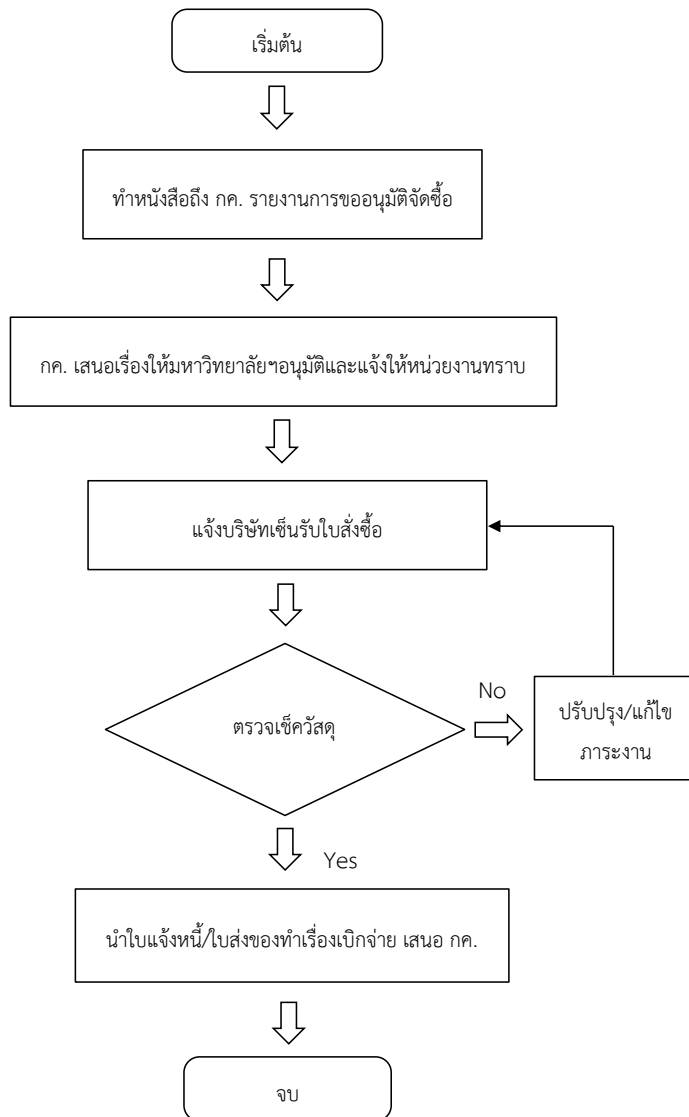 เริ่มต้น
ทำหนังสือถึง กค. รายงานการขออนุมัติจัดซื้อ
กค. เสนอเรื่องให้มหาวิทยาลัยฯอนุมัติและแจ้งให้หน่วยงานทราบ
แจ้งบริษัทเซ็นรับใบสั่งซื้อ
ตรวจเช็ควัสดุ
No
ปรับปรุง/แก้ไข
ภาระงาน
Yes
นำใบแจ้งหนี้/ใบส่งของทำเรื่องเบิกจ่าย เสนอ กค.
จบ